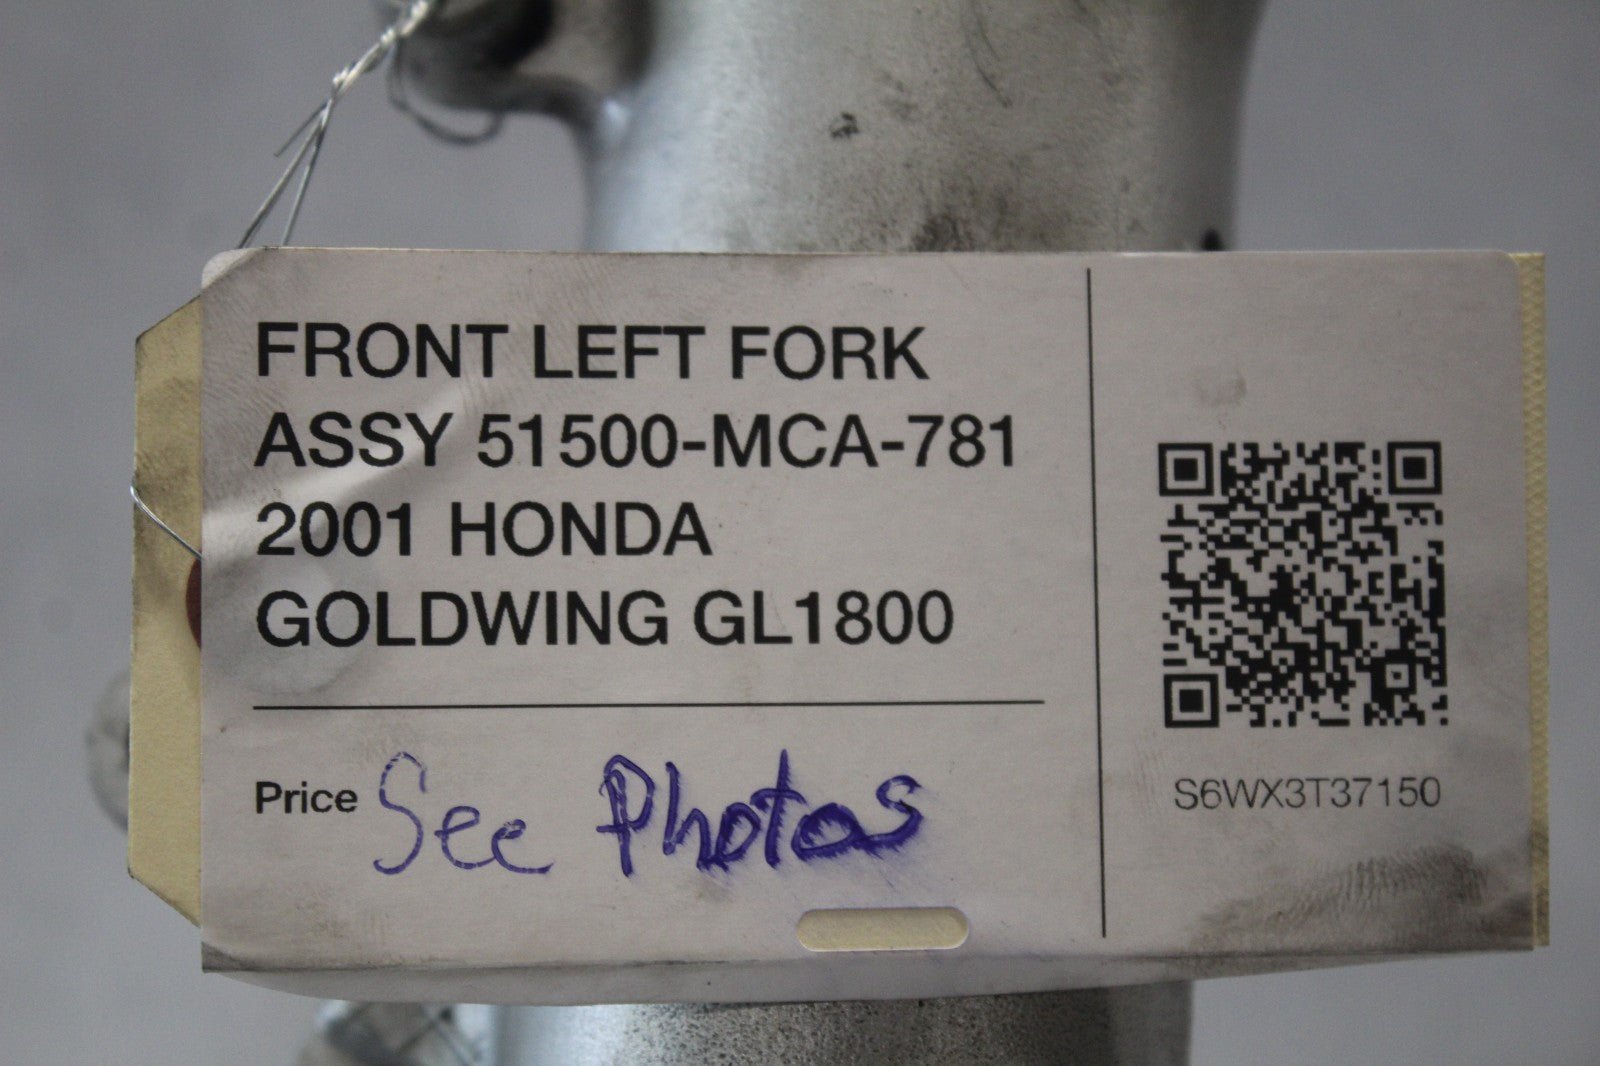 FRONT LEFT FORK
ASSY 51500-MCA-781
2001 HONDA
GOLDWING GL1800
Price See Photos
S6WX3T37150